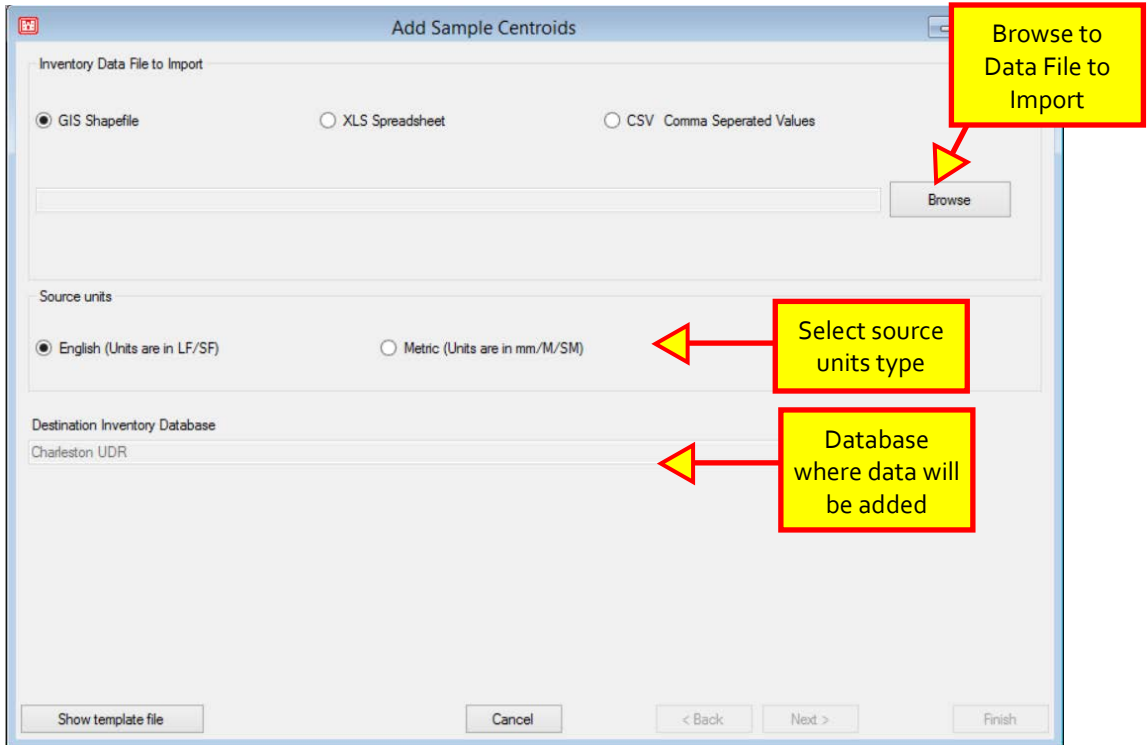 Add Sample Centroids
Browse to
Data File to
Import
Inventory Data File to Import
GIS Shapefile
XLS Spreadsheet
CSV Comma Seperated Values
Browse
Source units
English (Units are in LF/SF)
Metric (Units are in mm/M/SM)
Select source
units type
Destination Inventory Database
Charleston UDR
Database
where data will
be added
Show template file
Cancel
< Back
Next >
Finish